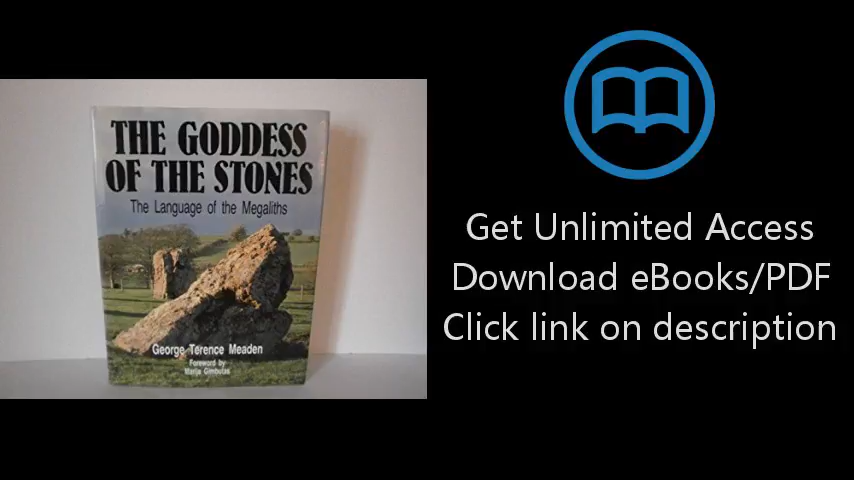 THE GODDESS
OF THE STONES
The Language of the Megaliths
George Terence Meaden
Foreword by
Marija Gimbutas
Get Unlimited Access
Download eBooks/PDF
Click link on description